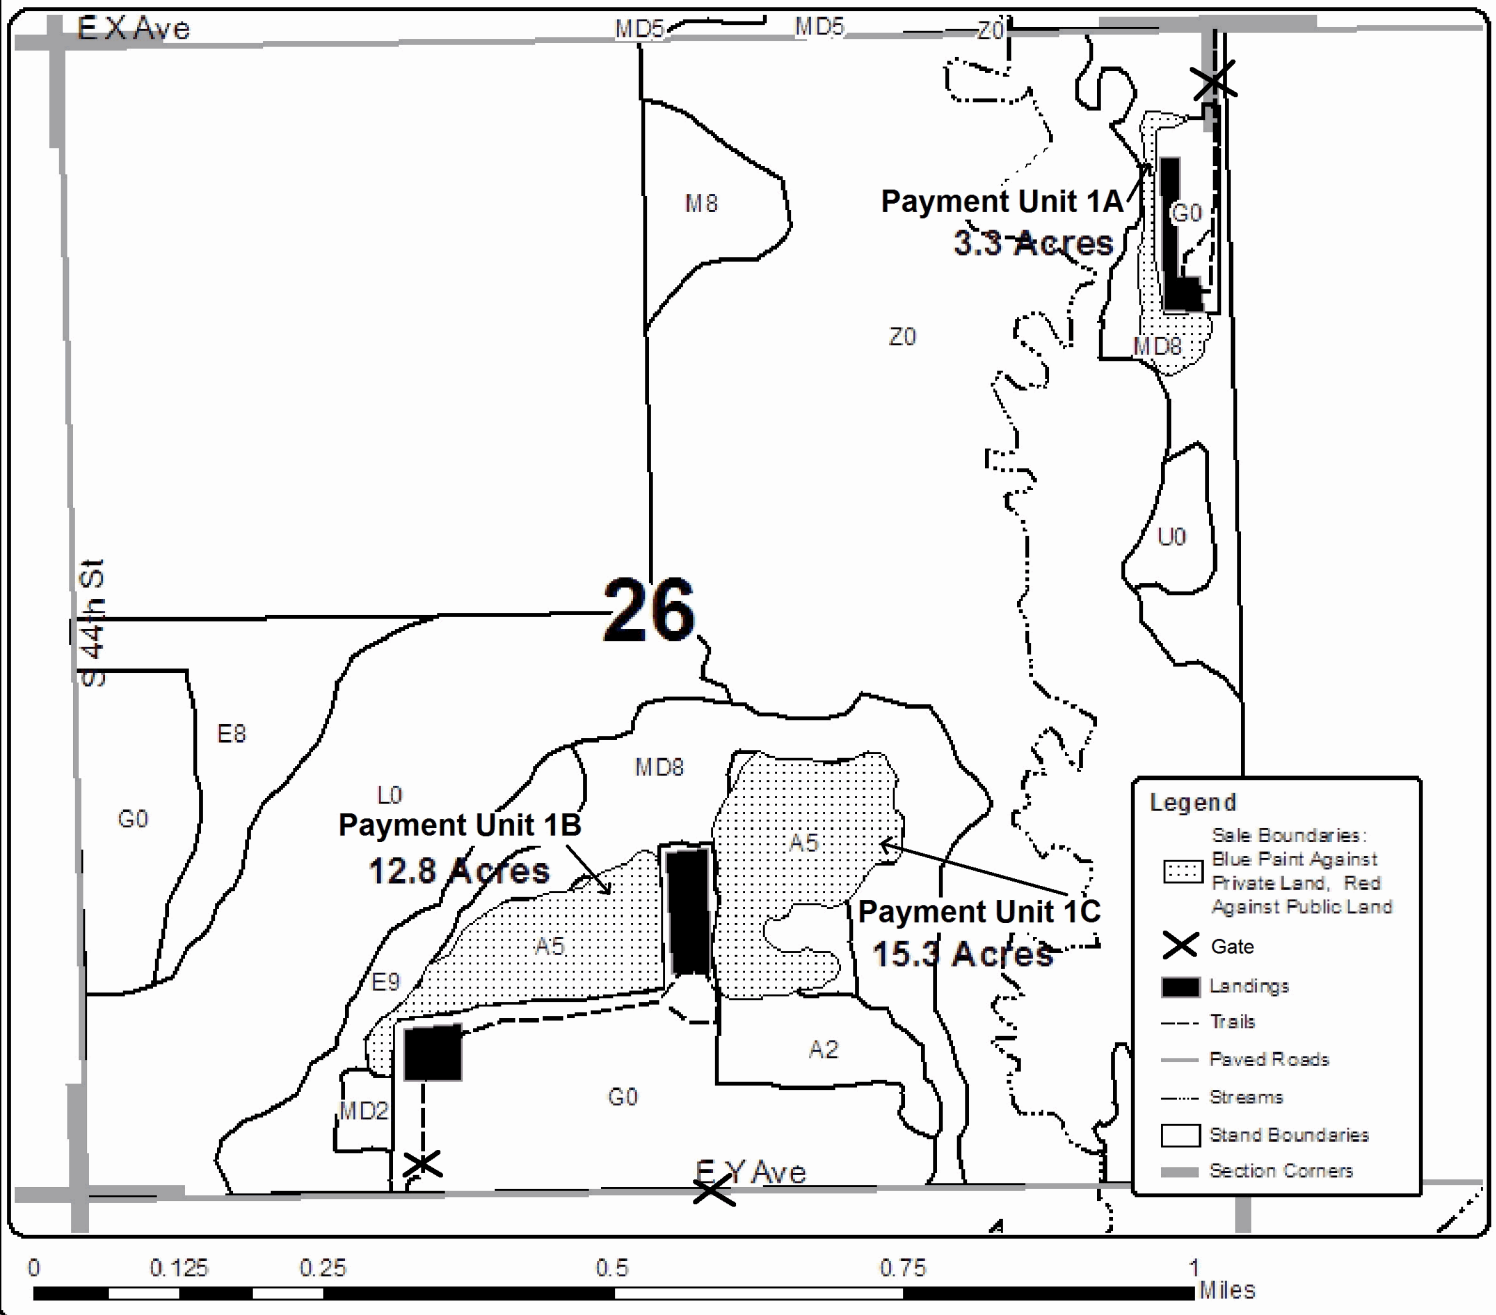 E X Ave
MD5
MD5
Z0
M8
Payment Unit 1A
3.3 Acres
G0
Z0
MD8
U0
S 44th St
26
E8
G0
L0
MD8
Payment Unit 1B
12.8 Acres
A5
A5
Payment Unit 1C
15.3 Acres
E9
A2
MD2
G0
E Y Ave
Legend
Sale Boundaries:
Blue Paint Against
Private Land, Red
Against Public Land
Gate
Landings
Trails
Paved Roads
Streams
Stand Boundaries
Section Corners
0 0.125 0.25 0.5 0.75 1
Miles